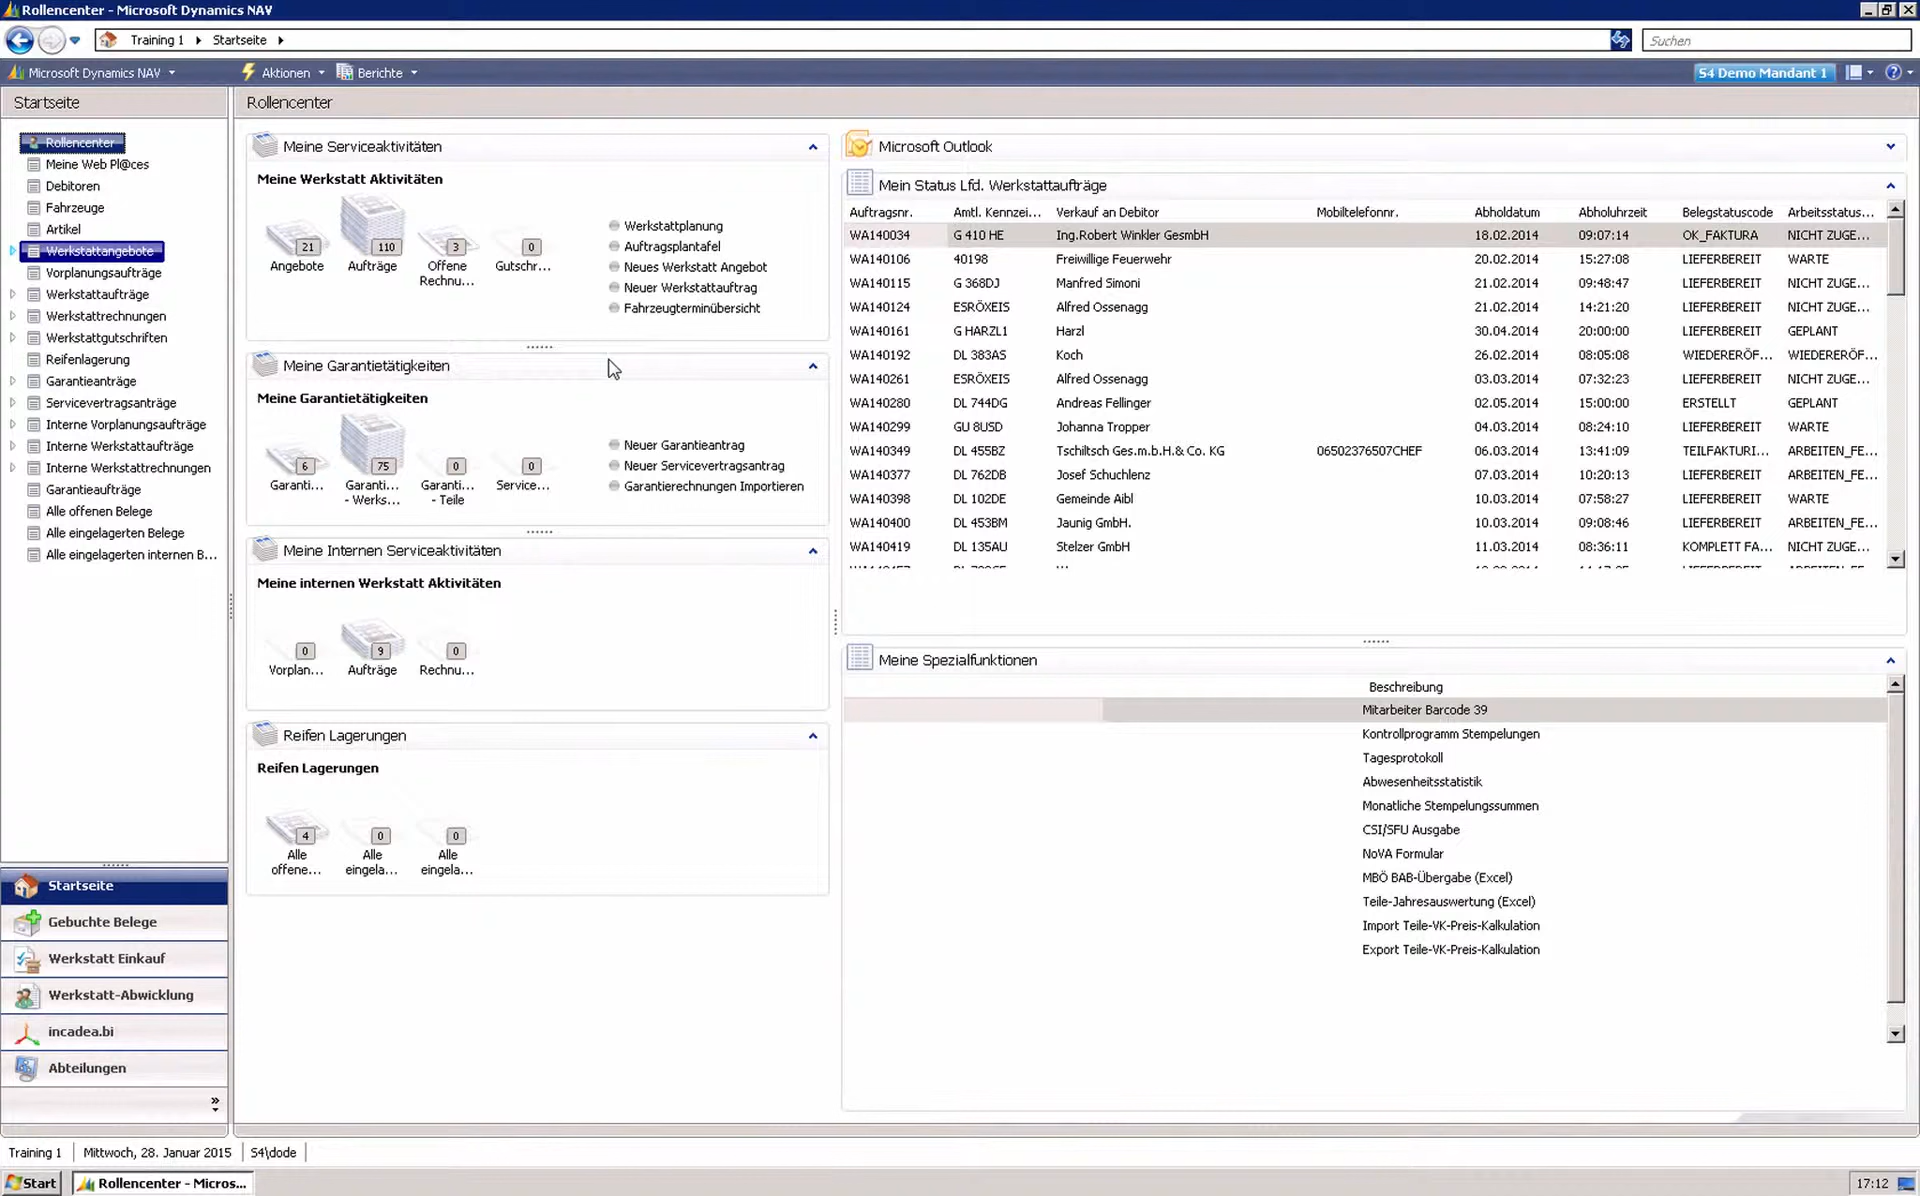 Rollencenter - Microsoft Dynamics NAV
Training 1 Startseite
Suchen
Microsoft Dynamics NAV Aktionen Berichte S4 Demo Mandant 1
Startseite
Rollencenter
Rollencenter
Meine Web Pl@ces
Debitoren
Fahrzeuge
Artikel
Werkstattangebote
Vorplanungsaufträge
Werkstattaufträge
Werkstattrechnungen
Werkstattgutschriften
Reifenlagerung
Garantieanträge
Servicevertragsanträge
Interne Vorplanungsaufträge
Interne Werkstattaufträge
Interne Werkstattrechnungen
Garantieaufträge
Alle offenen Belege
Alle eingelagerten Belege
Alle eingelagerten internen B...
Startseite
Gebuchte Belege
Werkstatt Einkauf
Werkstatt-Abwicklung
incadea.bi
Abteilungen
Meine Serviceaktivitäten
Meine Werkstatt Aktivitäten
21 110 3 0
Angebote Aufträge Offene Rechnu... Gutschr...
Werkstattplanung
Auftragsplantafel
Neues Werkstatt Angebot
Neuer Werkstattauftrag
Fahrzeugterminübersicht
Meine Garantietätigkeiten
Meine Garantietätigkeiten
6 75 0 0
Garanti... Garanti... - Werks... Garanti... - Teile Service...
Neuer Garantieantrag
Neuer Servicevertragsantrag
Garantierechnungen Importieren
Meine Internen Serviceaktivitäten
Meine internen Werkstatt Aktivitäten
0 9 0
Vorplan... Aufträge Rechnu...
Reifen Lagerungen
Reifen Lagerungen
4 0 0
Alle offene... Alle eingela... Alle eingela...
Microsoft Outlook
Mein Status Lfd. Werkstattaufträge
Auftragsnr. Amtl. Kennzei... Verkauf an Debitor Mobiltelefonnr. Abholdatum Abholuhrzeit Belegstatuscode Arbeitsstatus...
WA140034 G 410 HE Ing.Robert Winkler GesmbH 18.02.2014 09:07:14 OK_FAKTURA NICHT ZUGE...
WA140106 40198 Freiwillige Feuerwehr 20.02.2014 15:27:08 LIEFERBEREIT WARTE
WA140115 G 368DJ Manfred Simoni 21.02.2014 09:48:47 LIEFERBEREIT NICHT ZUGE...
WA140124 ESRÖXEIS Alfred Ossenagg 21.02.2014 14:21:20 LIEFERBEREIT NICHT ZUGE...
WA140161 G HARZL1 Harzl 30.04.2014 20:00:00 LIEFERBEREIT GEPLANT
WA140192 DL 383AS Koch 26.02.2014 08:05:08 WIEDERERÖF... WIEDERERÖF...
WA140261 ESRÖXEIS Alfred Ossenagg 03.03.2014 07:32:23 LIEFERBEREIT NICHT ZUGE...
WA140280 DL 744DG Andreas Fellinger 02.05.2014 15:00:00 ERSTELLT GEPLANT
WA140299 GU 8USD Johanna Tropper 04.03.2014 08:24:10 LIEFERBEREIT WARTE
WA140349 DL 455BZ Tschiltsch Ges.m.b.H.& Co. KG 06502376507CHEF 06.03.2014 13:41:09 TEILFAKTURI... ARBEITEN_FE...
WA140377 DL 762DB Josef Schuchlenz 07.03.2014 10:20:13 LIEFERBEREIT ARBEITEN_FE...
WA140398 DL 102DE Gemeinde Aibl 10.03.2014 07:58:27 LIEFERBEREIT WARTE
WA140400 DL 453BM Jaunig GmbH. 10.03.2014 09:08:46 LIEFERBEREIT ARBEITEN_FE...
WA140419 DL 135AU Stelzer GmbH 11.03.2014 08:36:11 KOMPLETT FA... NICHT ZUGE...
Meine Spezialfunktionen
Beschreibung
Mitarbeiter Barcode 39
Kontrollprogramm Stempelungen
Tagesprotokoll
Abwesenheitsstatistik
Monatliche Stempelungssummen
CSI/SFU Ausgabe
NoVA Formular
MBÖ BAB-Übergabe (Excel)
Teile-Jahresauswertung (Excel)
Import Teile-VK-Preis-Kalkulation
Export Teile-VK-Preis-Kalkulation
Training 1 Mittwoch, 28. Januar 2015 S4\dode
Start Rollencenter - Micros... 17:12